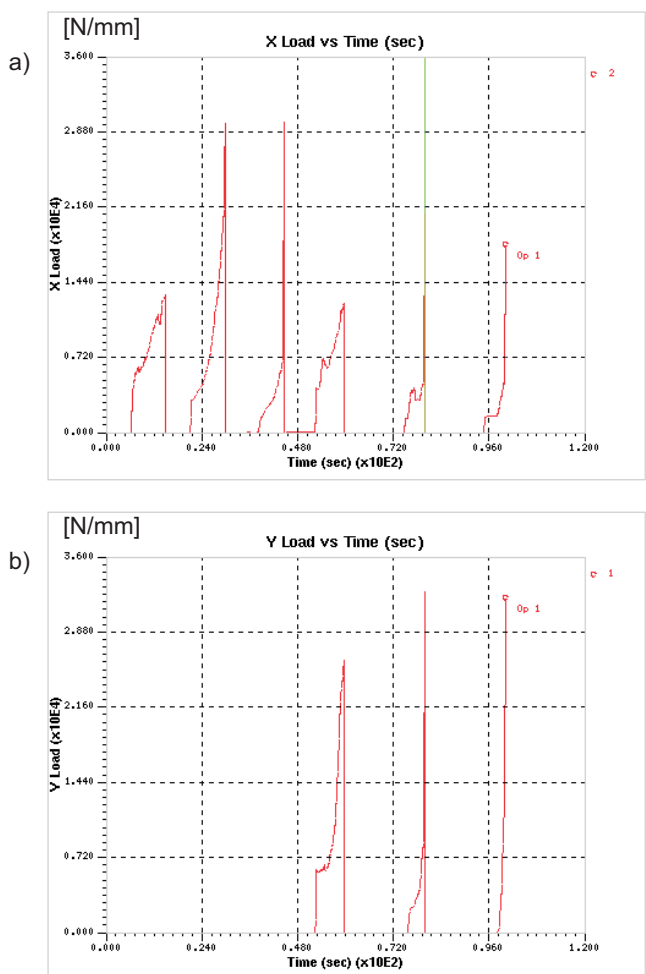 [N/mm]
a)
X Load vs Time (sec)
3.600
2
2.880
2.160
X Load (x10E4)
1.440
Op 1
0.720
0.000
0.000 0.240 0.480 0.720 0.960 1.200
Time (sec) (x10E2)
[N/mm]
b)
Y Load vs Time (sec)
3.600
1
Op 1
2.880
2.160
Y Load (x10E4)
1.440
0.720
0.000
0.000 0.240 0.480 0.720 0.960 1.200
Time (sec) (x10E2)